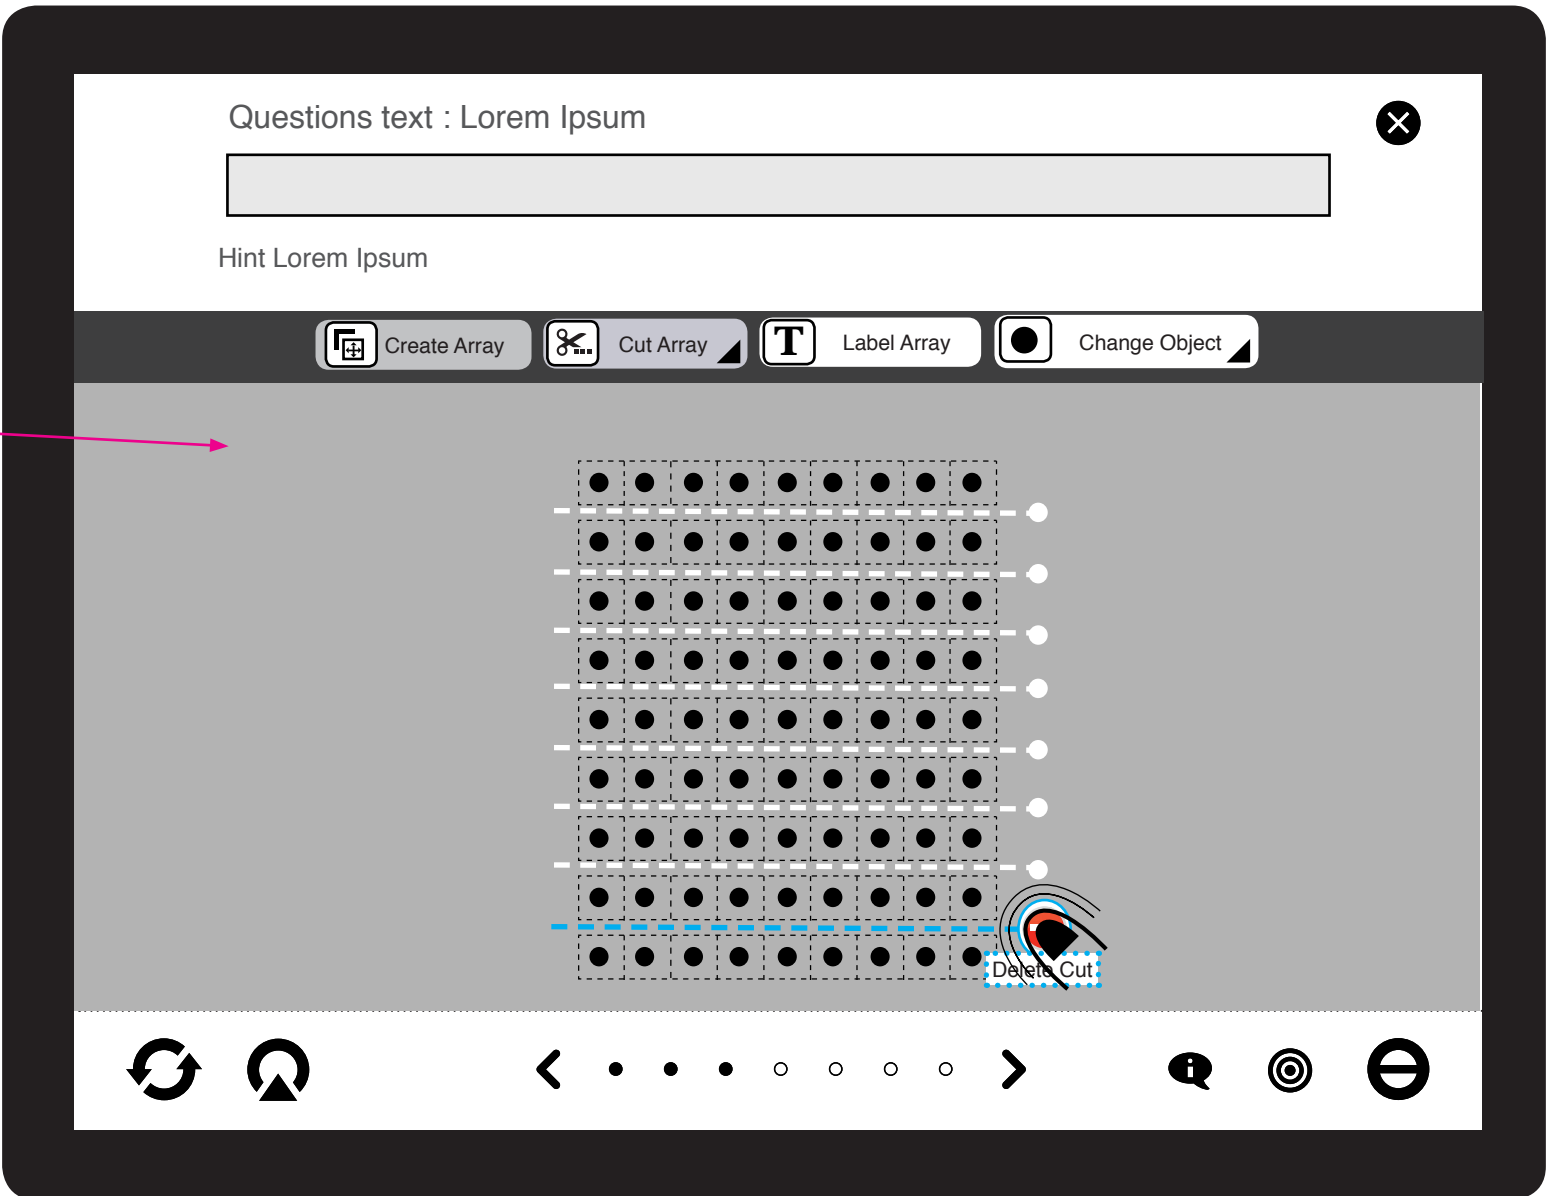 Questions text : Lorem Ipsum
Hint Lorem Ipsum
Create Array
Cut Array
T Label Array
Change Object
Delete Cut